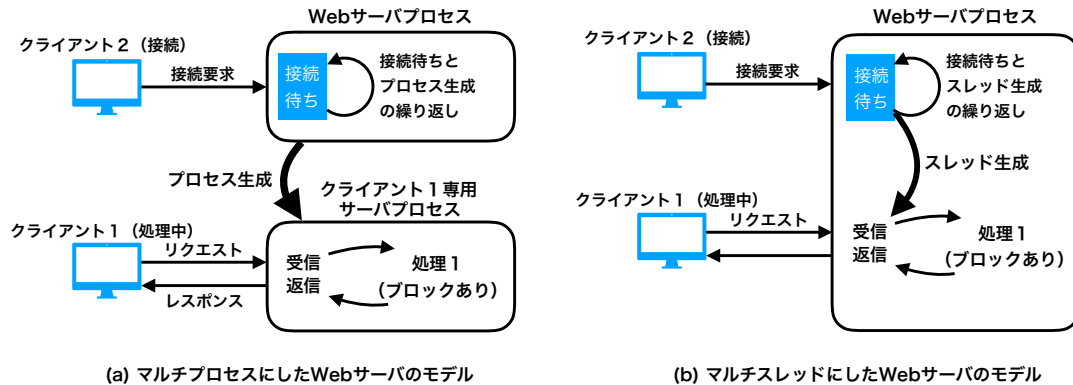 Webサーバプロセス
クライアント2（接続）
接続要求
接続
待ち
接続待ちと
プロセス生成
の繰り返し
プロセス生成
クライアント1専用
サーバプロセス
クライアント1（処理中）
リクエスト
レスポンス
受信
返信
処理1
（ブロックあり）
(a) マルチプロセスにしたWebサーバのモデル
Webサーバプロセス
クライアント2（接続）
接続要求
接続
待ち
接続待ちと
スレッド生成
の繰り返し
スレッド生成
クライアント1（処理中）
リクエスト
受信
返信
処理1
（ブロックあり）
(b) マルチスレッドにしたWebサーバのモデル